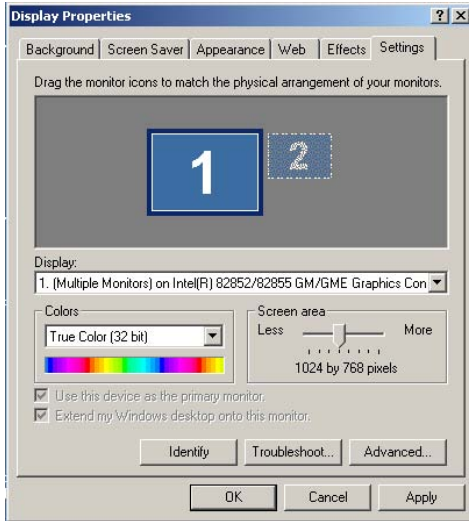 Display Properties
Background Screen Saver Appearance Web Effects Settings
Drag the monitor icons to match the physical arrangement of your monitors.
1 2
Display:
1. (Multiple Monitors) on Intel(R) 82852/82855 GM/GME Graphics Con
Colors Screen area
True Color (32 bit) Less More
1024 by 768 pixels
Use this device as the primary monitor.
Extend my Windows desktop onto this monitor.
Identify Troubleshoot... Advanced...
OK Cancel Apply